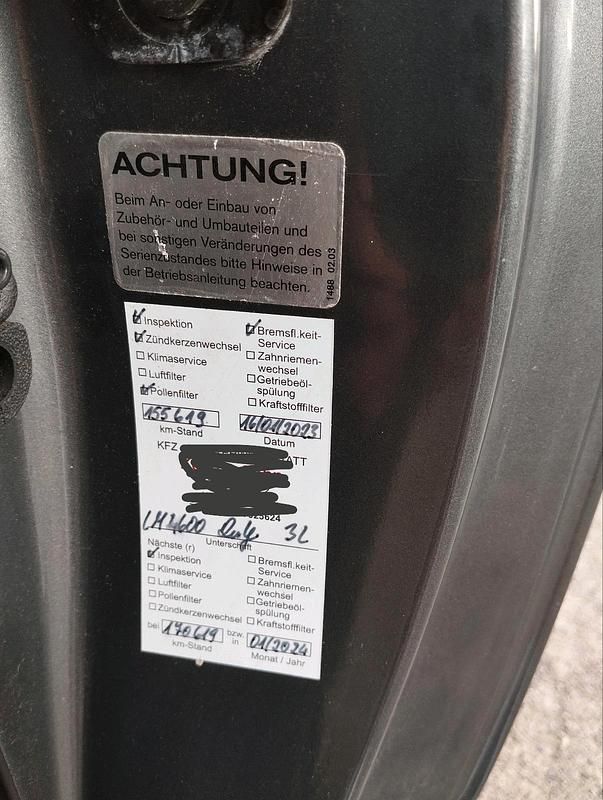 ACHTUNG!
Beim An- oder Einbau von
Zubehör- und Umbauteilen und
bei sonstigen Veränderungen des
Serienzustandes bitte Hinweise in
der Betriebsanleitung beachten.
1488 02.03
Inspektion
Zündkerzenwechsel
Klimaservice
Luftfilter
Pollenfilter
Bremsfl.keit-
Service
Zahnriemen-
wechsel
Getriebeöl-
spülung
Kraftstofffilter
155619
km-Stand
16/01/2023
Datum
KFZ
ATT
3L
Unterschrift
Nächste (r)
Inspektion
Klimaservice
Luftfilter
Pollenfilter
Zündkerzenwechsel
Bremsfl.keit-
Service
Zahnriemen-
wechsel
Getriebeöl-
spülung
Kraftstofffilter
bei 170619 bzw. in 01/2024
km-Stand
Monat / Jahr